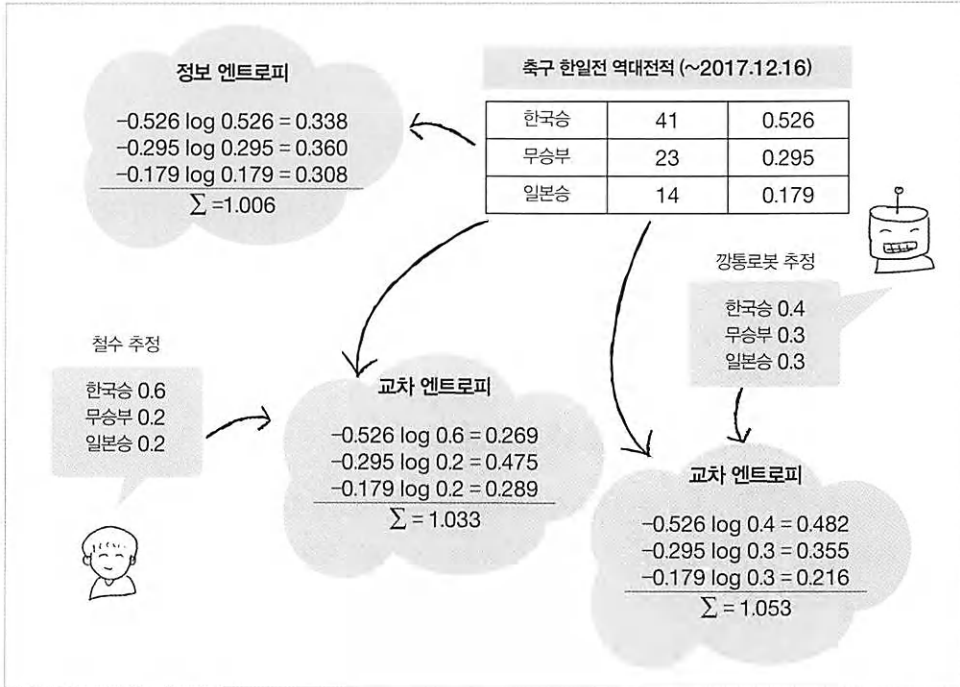 정보 엔트로피
−0.526 log 0.526 = 0.338
−0.295 log 0.295 = 0.360
−0.179 log 0.179 = 0.308
∑ =1.006
축구 한일전 역대전적 (~2017.12.16)
한국승 41 0.526
무승부 23 0.295
일본승 14 0.179
깡통로봇 추정
한국승 0.4
무승부 0.3
일본승 0.3
철수 추정
한국승 0.6
무승부 0.2
일본승 0.2
교차 엔트로피
−0.526 log 0.6 = 0.269
−0.295 log 0.2 = 0.475
−0.179 log 0.2 = 0.289
∑ = 1.033
교차 엔트로피
−0.526 log 0.4 = 0.482
−0.295 log 0.3 = 0.355
−0.179 log 0.3 = 0.216
∑ = 1.053